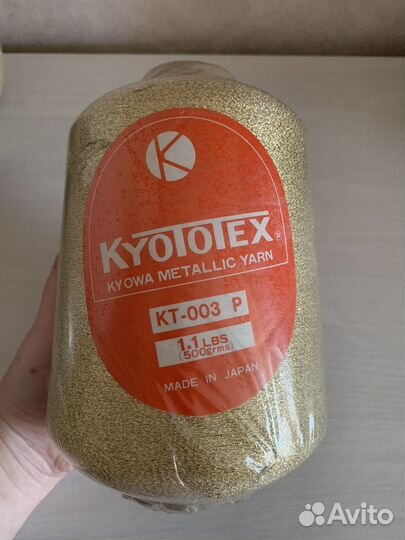 K
KYOTOTEX®
KYOWA METALLIC YARN
KT-003 P
1.1 LBS
(500grms)
MADE IN JAPAN
Avito